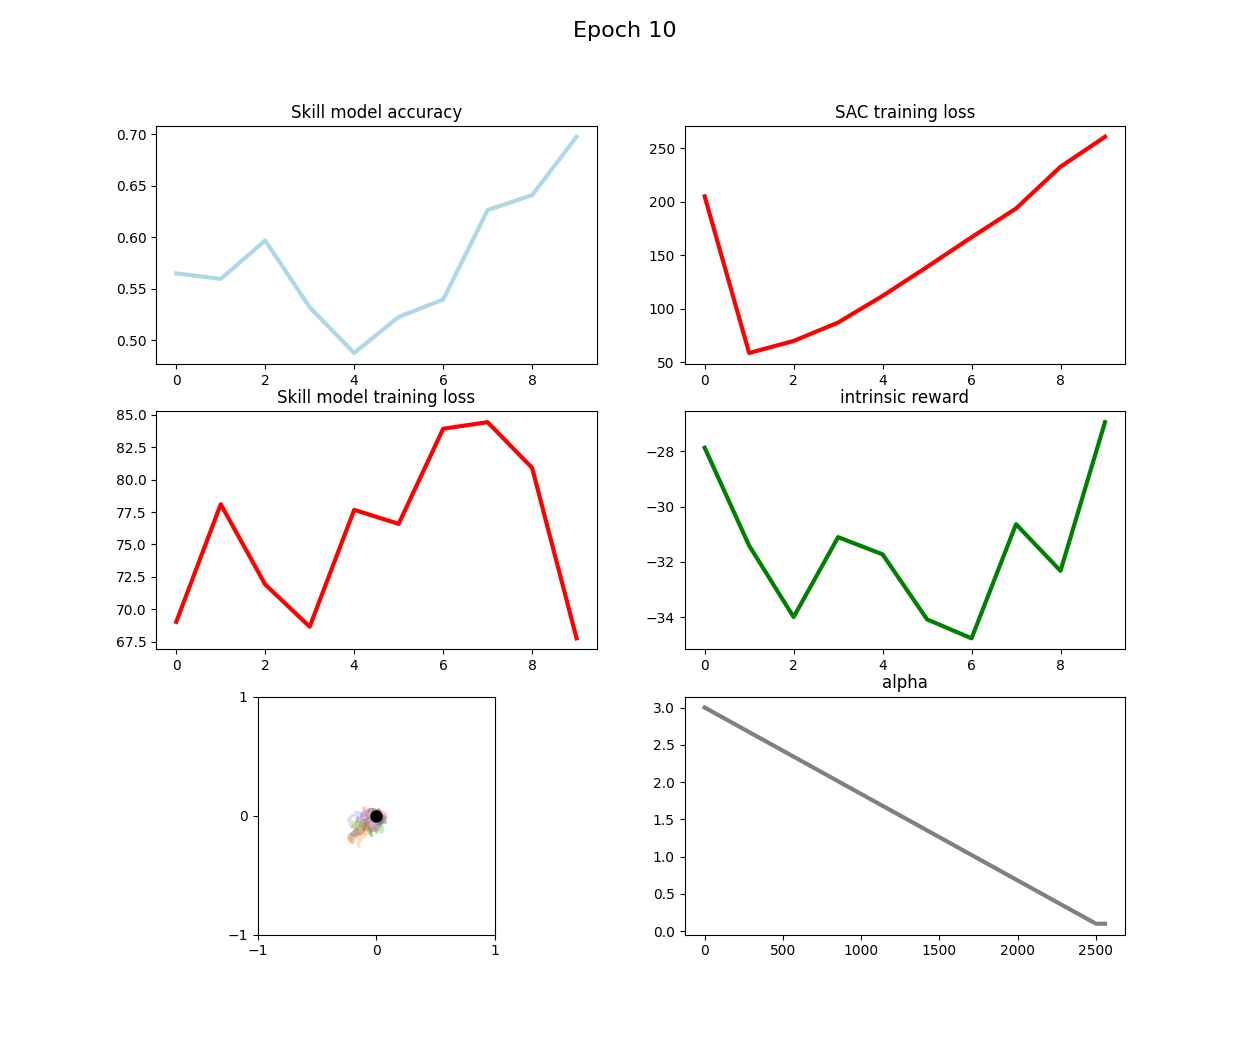 Epoch 10
Skill model accuracy
0.70
0.65
0.60
0.55
0.50
0 2 4 6 8
SAC training loss
250
200
150
100
50
0 2 4 6 8
Skill model training loss
85.0
82.5
80.0
77.5
75.0
72.5
70.0
67.5
0 2 4 6 8
intrinsic reward
−28
−30
−32
−34
0 2 4 6 8
1
0
−1
−1 0 1
alpha
3.0
2.5
2.0
1.5
1.0
0.5
0.0
0 500 1000 1500 2000 2500